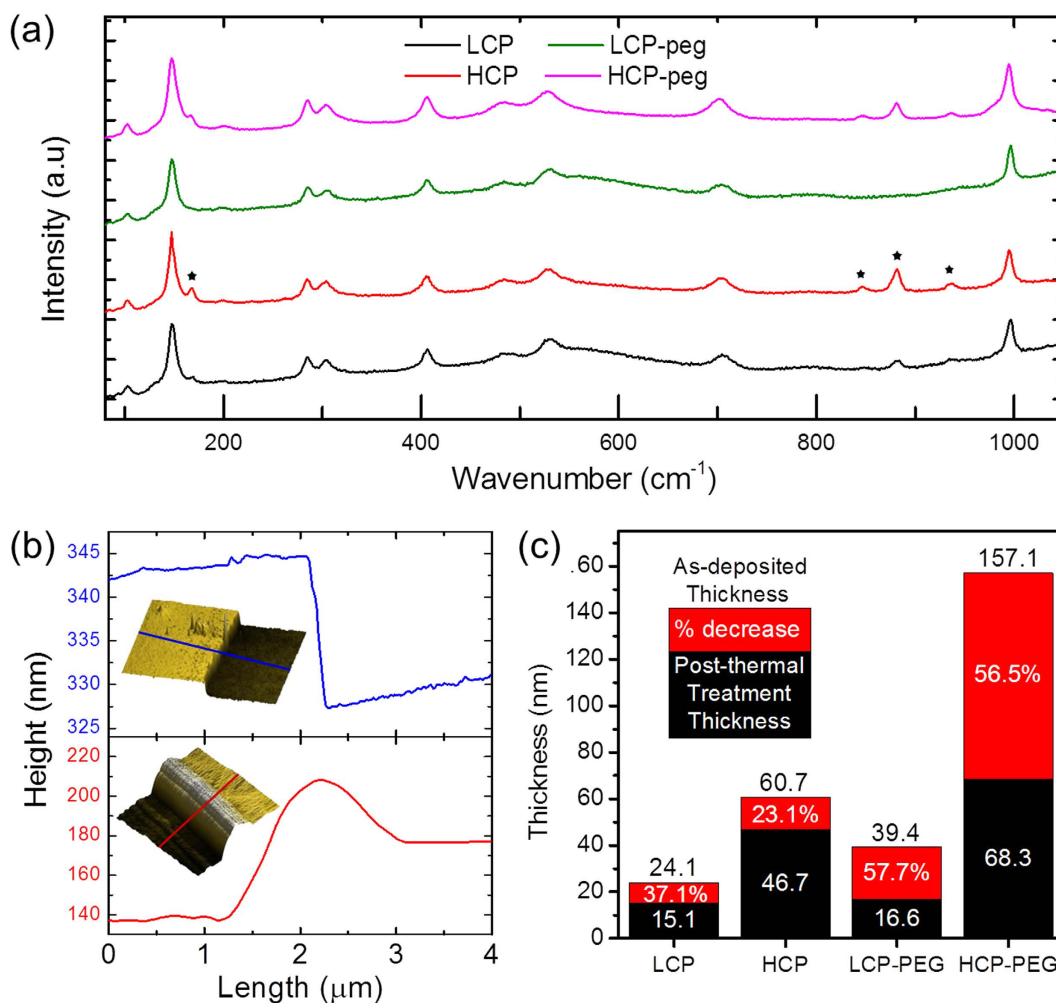 (a)
LCP
LCP-peg
HCP
HCP-peg
Intensity (a.u)
200
400
600
800
1000
Wavenumber (cm⁻¹)
(b)
345
340
335
330
325
220
200
180
160
140
Height (nm)
0
1
2
3
4
Length (μm)
(c)
60
140
120
100
80
60
40
20
0
Thickness (nm)
As-deposited
Thickness
% decrease
Post-thermal
Treatment
Thickness
24.1
37.1%
15.1
60.7
23.1%
46.7
39.4
57.7%
16.6
157.1
56.5%
68.3
LCP
HCP
LCP-PEG
HCP-PEG